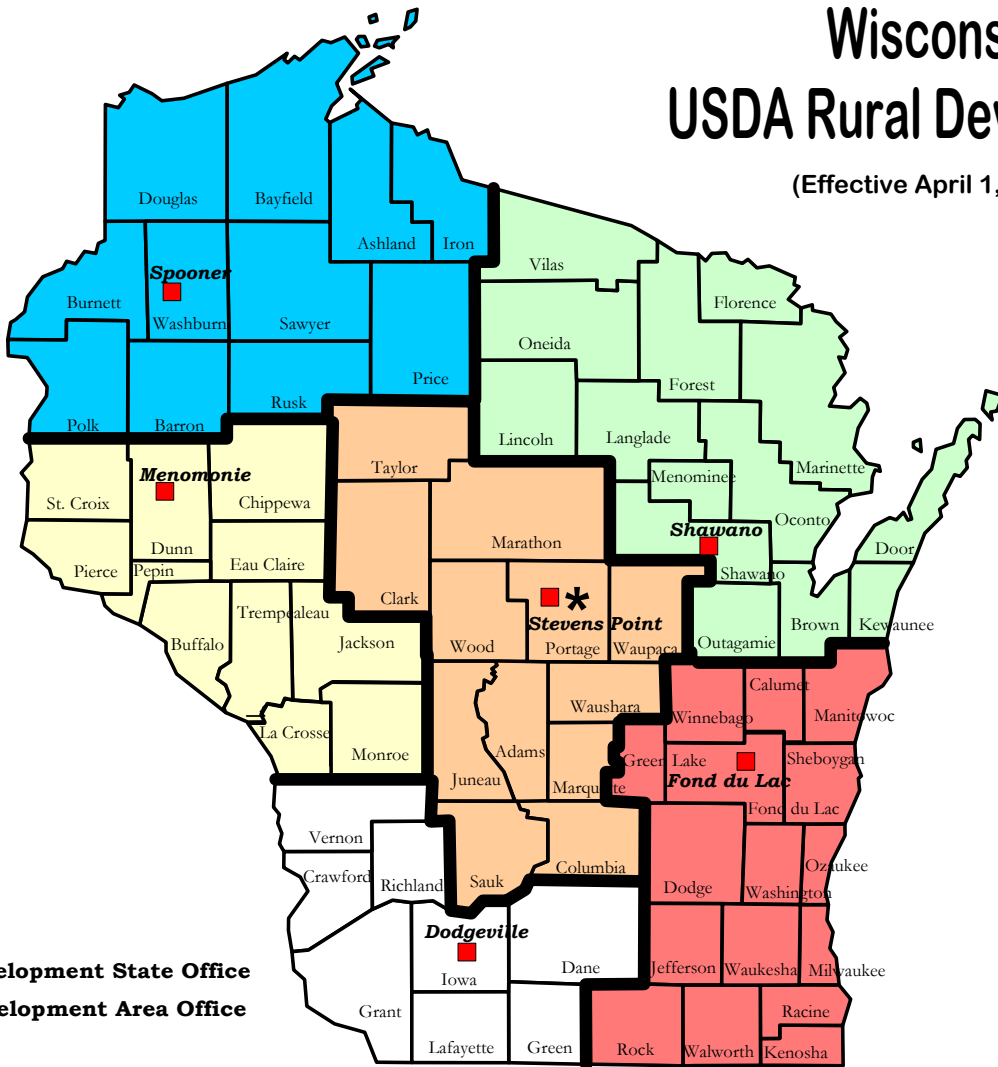 Wiscons
USDA Rural Dev
(Effective April 1,
Douglas
Bayfield
Ashland
Iron
Vilas
Spooner
Burnett
Washburn
Sawyer
Florence
Oneida
Price
Forest
Rusk
Polk
Barron
Lincoln
Langlade
Taylor
Marinette
Menominee
Menomonie
St. Croix
Chippewa
Oconto
Shawano
Marathon
Dunn
Door
Pierce
Pepin
Eau Claire
Shawano
Clark
Trempealeau
*
Stevens Point
Brown
Kewaunee
Buffalo
Jackson
Wood
Portage
Waupaca
Outagamie
Calumet
Waushara
Winnebago
Manitowoc
La Crosse
Monroe
Adams
Green Lake
Sheboygan
Juneau
Marquette
Fond du Lac
Fond du Lac
Vernon
Crawford
Richland
Sauk
Columbia
Dodge
Washington
Ozaukee
Dodgeville
Iowa
Dane
Jefferson
Waukesha
Milwaukee
elopment State Office
elopment Area Office
Grant
Lafayette
Green
Rock
Walworth
Racine
Kenosha